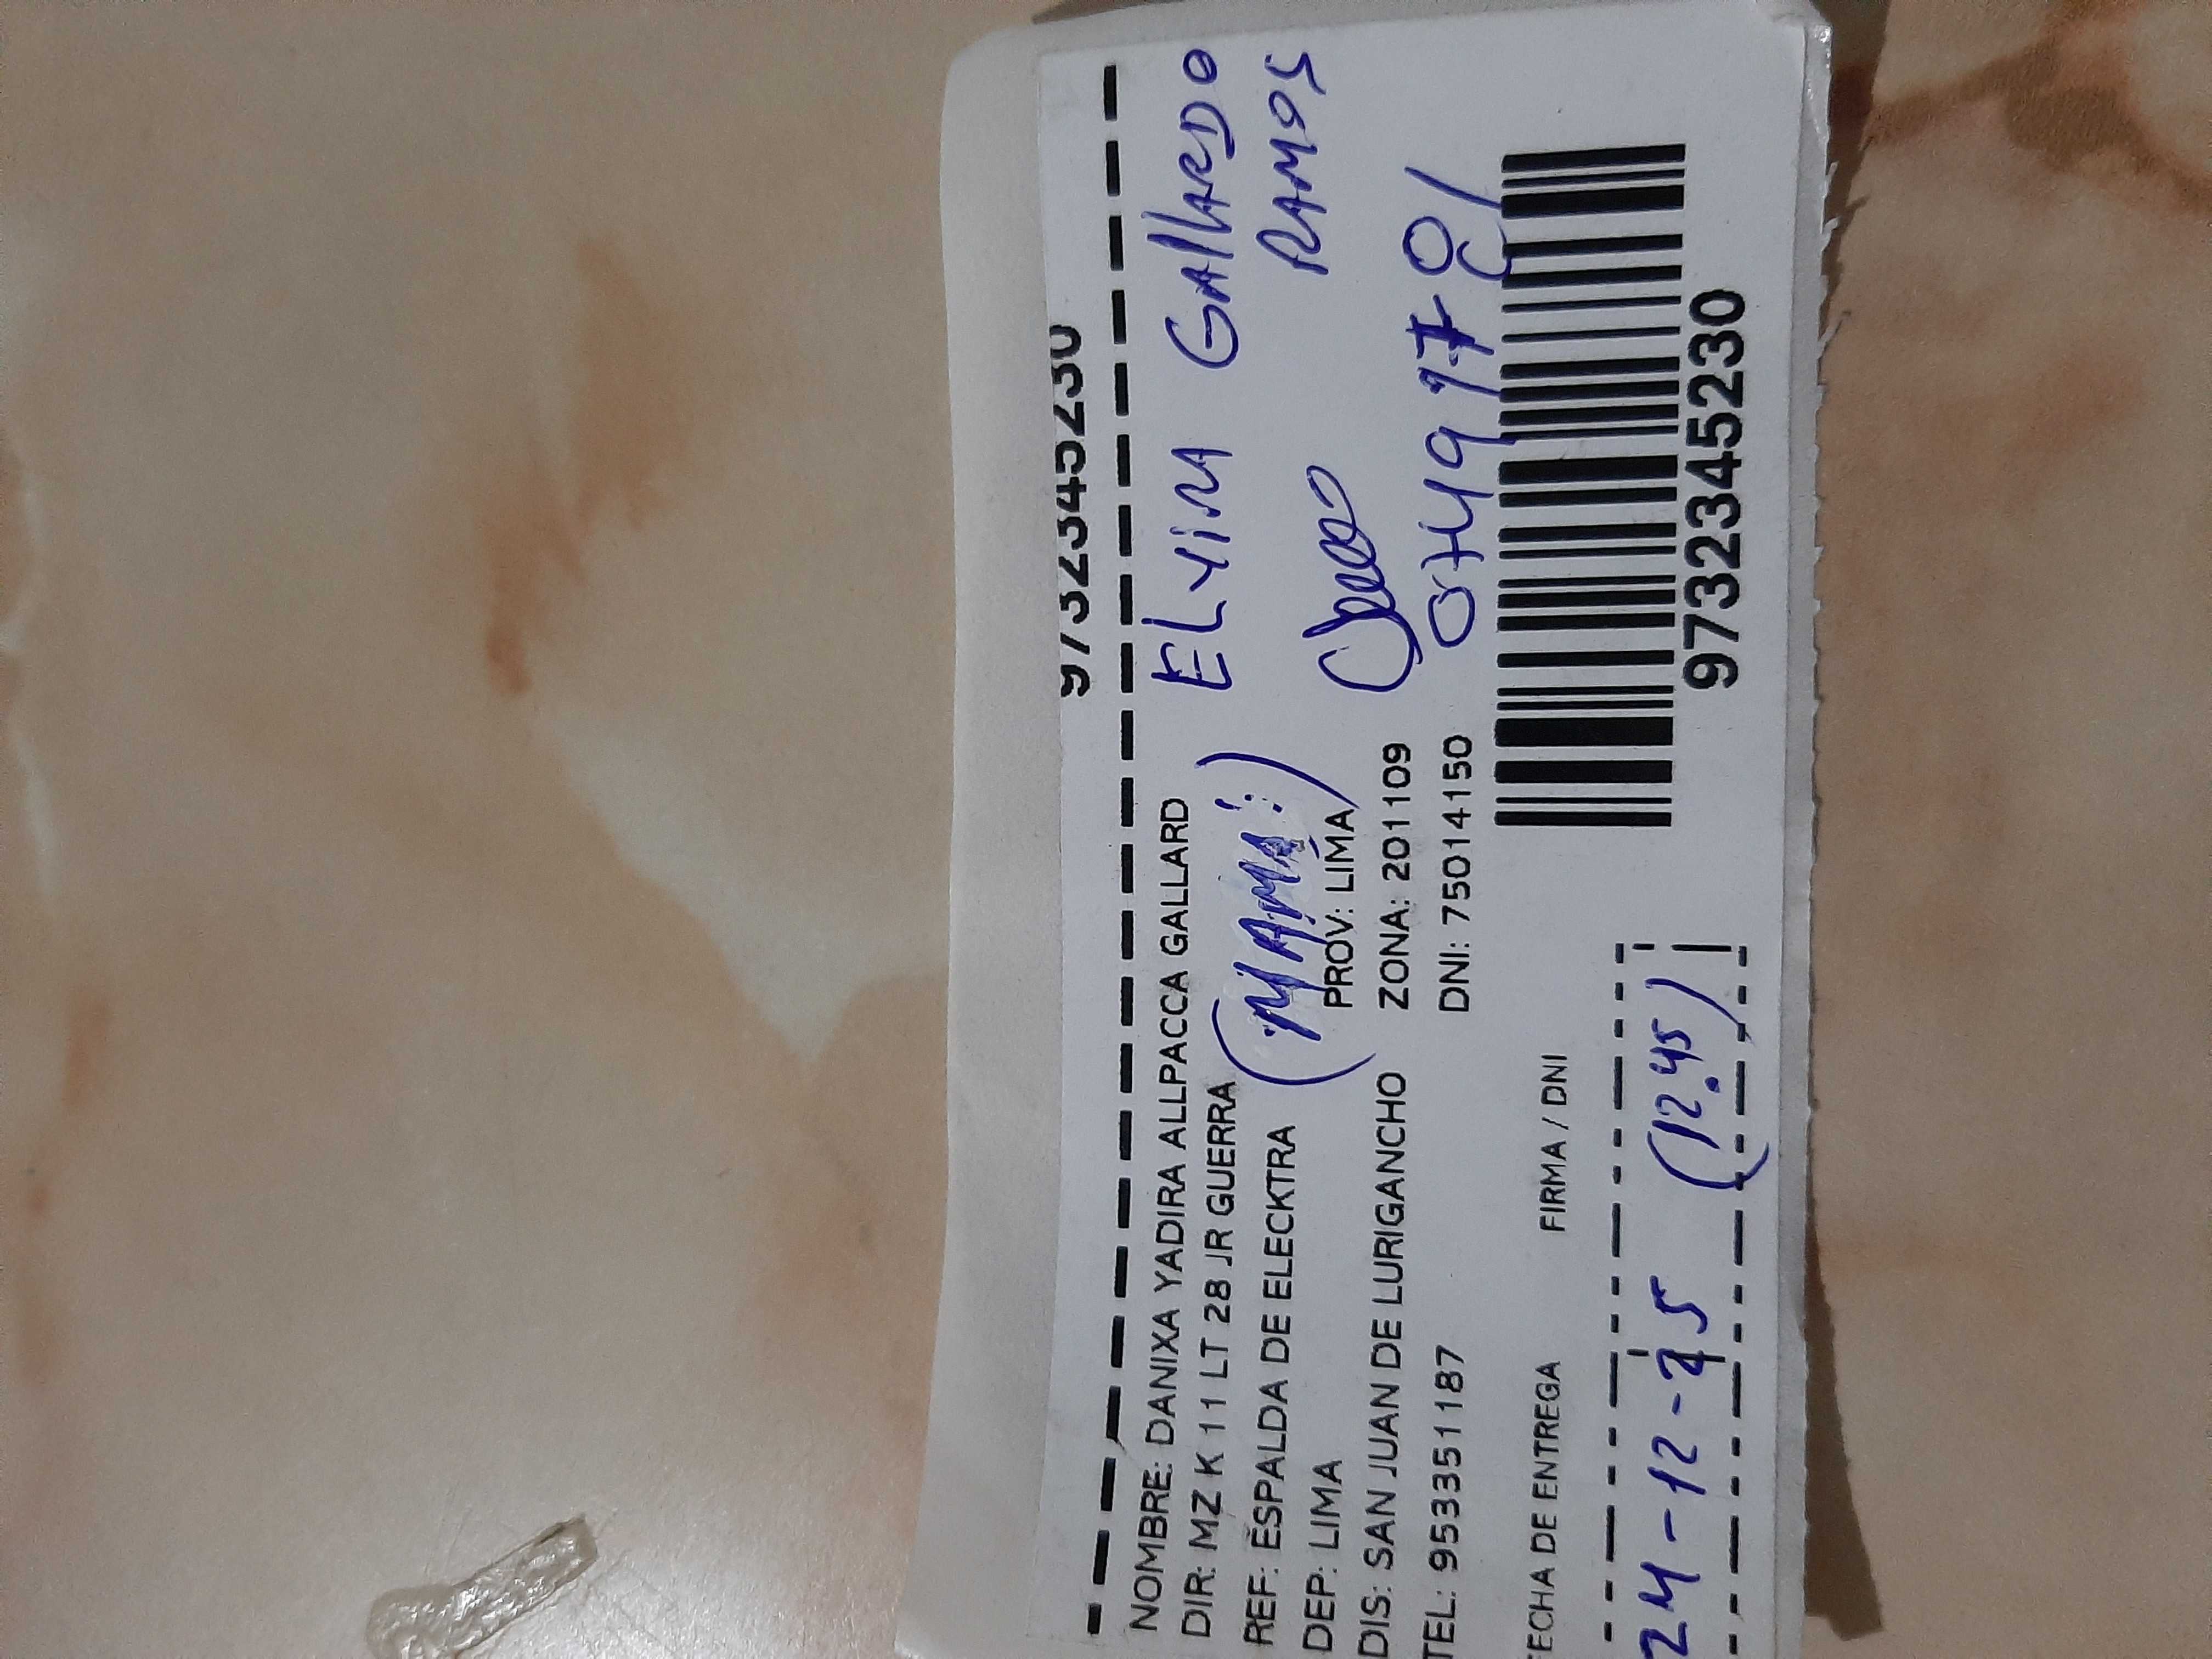 9732345230
NOMBRE: DANIXA YADIRA ALLPACCA GALLARD
DIR: MZ K 11 LT 28 JR GUERRA
REF: ESPALDA DE ELECKTRA
(MAMÁ)
DEP: LIMA PROV: LIMA
DIS: SAN JUAN DE LURIGANCHO ZONA: 201109
TEL: 953351187 DNI: 75014150
ELVIRA GALLARDO
RAMOS
9732345230
FECHA DE ENTREGA FIRMA / DNI
24-12-25 (12.45)